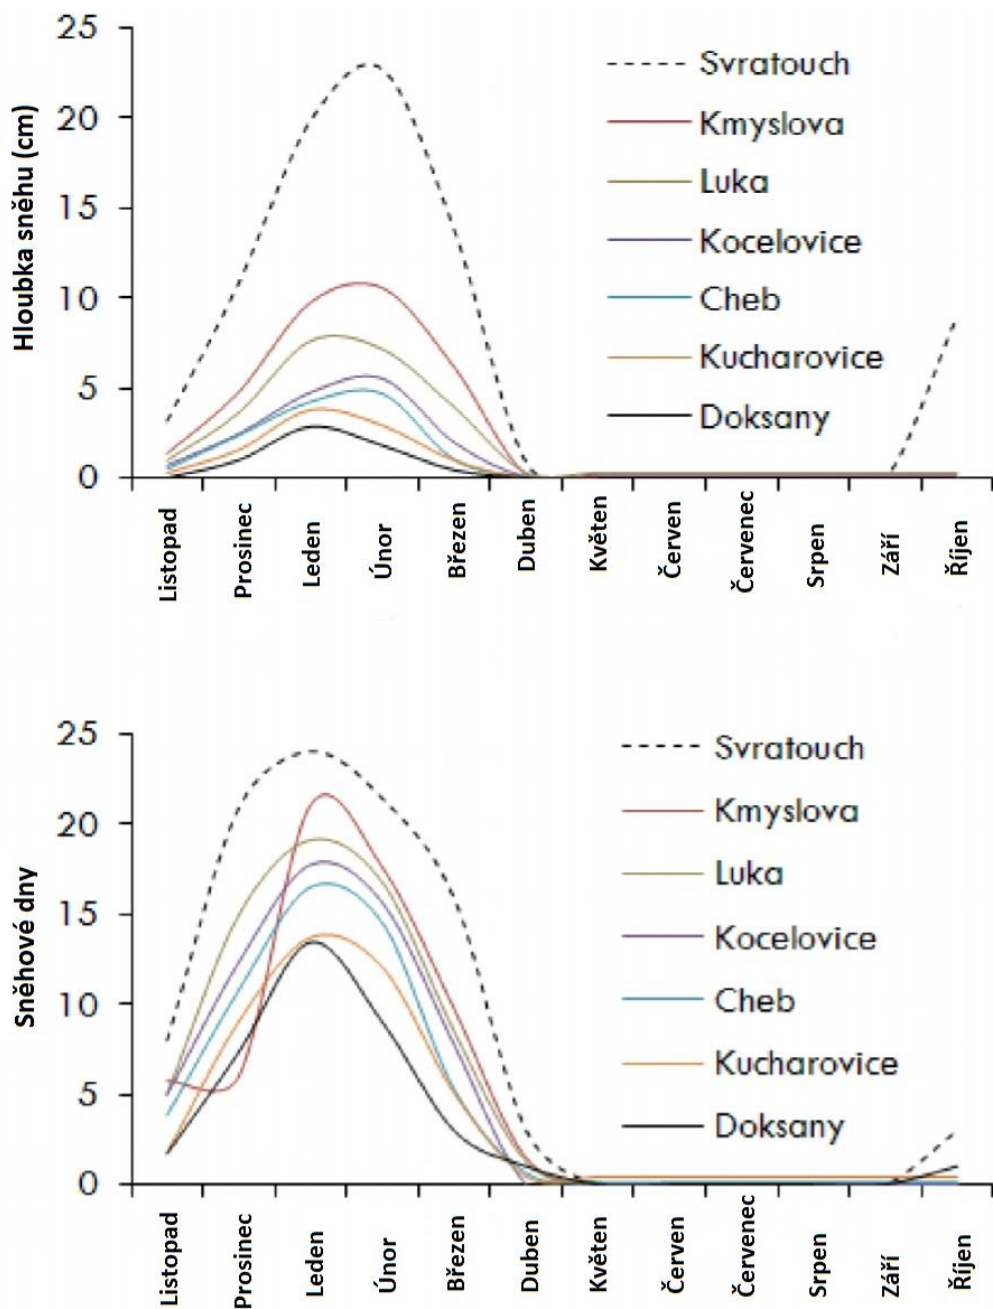 25
20
15
10
5
0
Hloubka sněhu (cm)
Svratouch
Kmyslova
Luka
Kocelovice
Cheb
Kucharovice
Doksany
Listopad
Prosinec
Leden
Únor
Březen
Duben
Květen
Červen
Červenec
Srpen
Září
Říjen
25
20
15
10
5
0
Sněhové dny
Svratouch
Kmyslova
Luka
Kocelovice
Cheb
Kucharovice
Doksany
Listopad
Prosinec
Leden
Únor
Březen
Duben
Květen
Červen
Červenec
Srpen
Září
Říjen